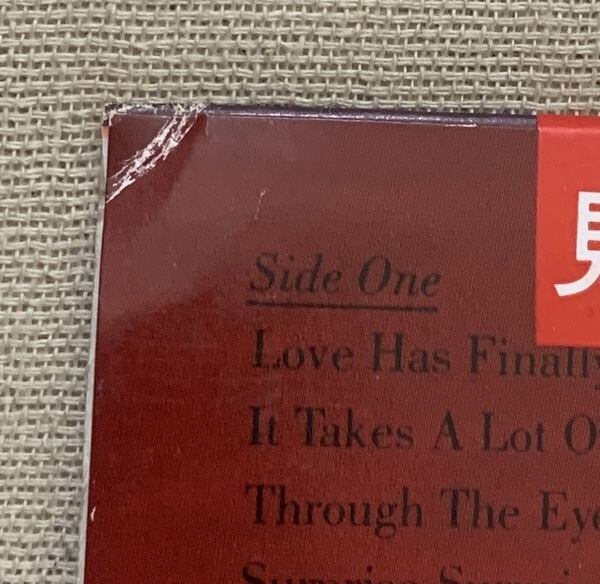 Side One
Love Has Finally
It Takes A Lot
Through The